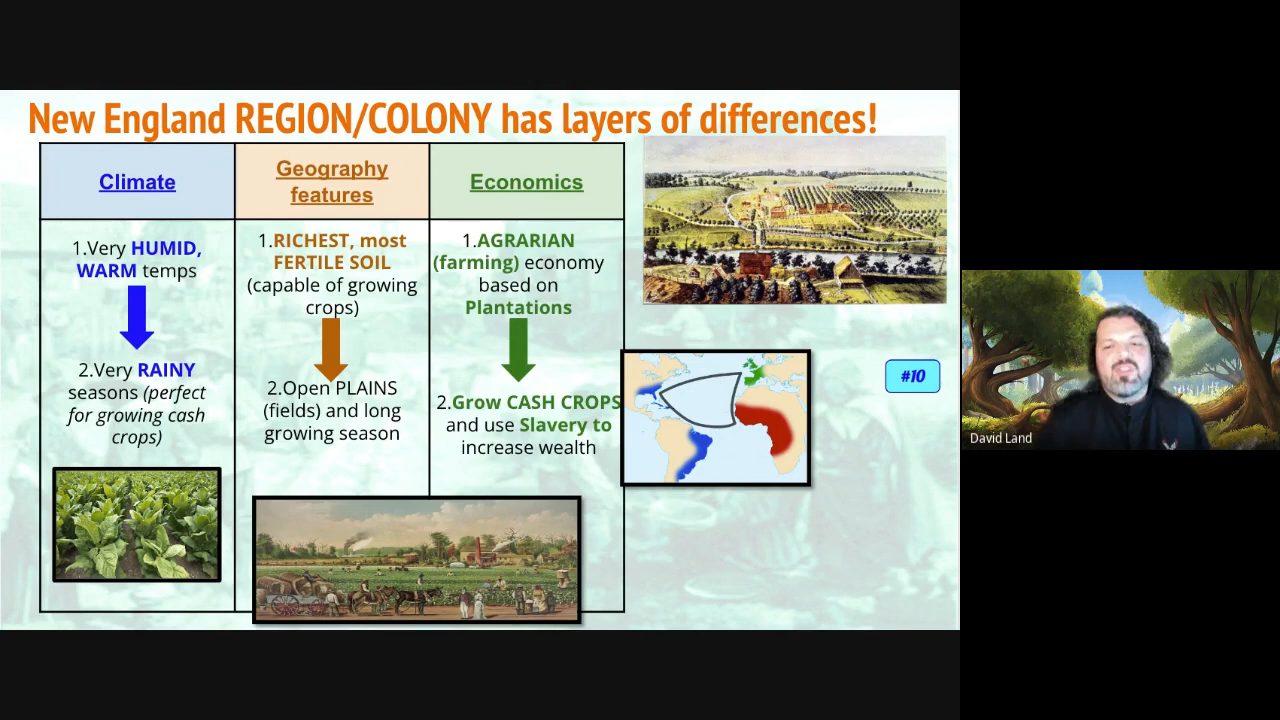 New England REGION/COLONY has layers of differences!
Climate
Geography
features
Economics
1.Very HUMID,
WARM temps
2.Very RAINY
seasons (perfect
for growing cash
crops)
1.RICHEST, most
FERTILE SOIL
(capable of growing
crops)
2.Open PLAINS
(fields) and long
growing season
1.AGRARIAN
(farming) economy
based on
Plantations
2.Grow CASH CROPS
and use Slavery to
increase wealth
#10
David Land